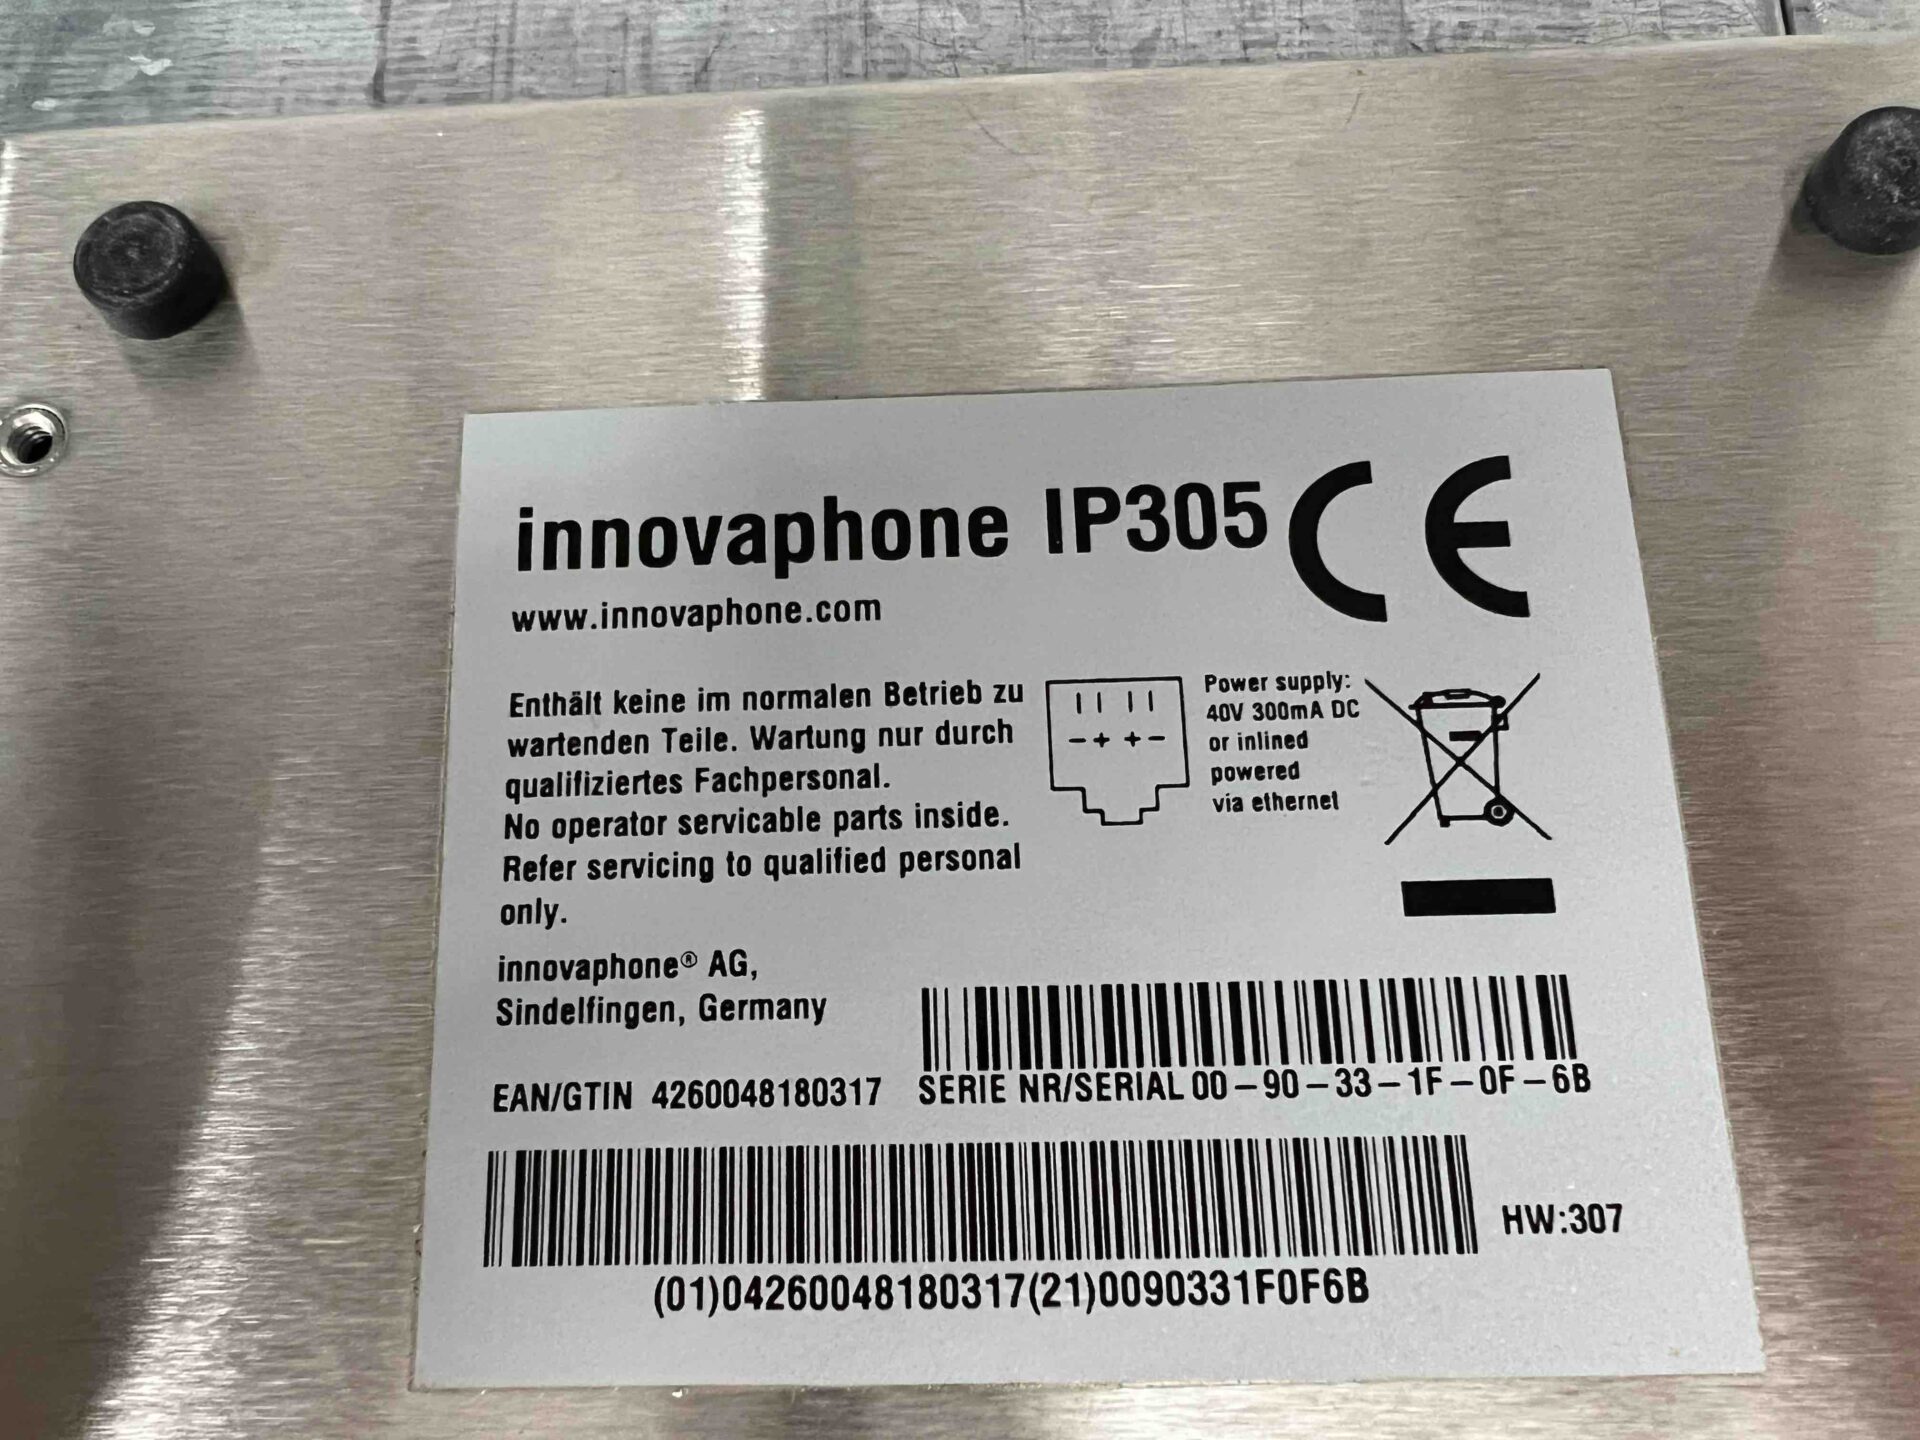 innovaphone IP305 CE
www.innovaphone.com
Enthält keine im normalen Betrieb zu
wartenden Teile. Wartung nur durch
qualifiziertes Fachpersonal.
No operator servicable parts inside.
Refer servicing to qualified personal
only.
- + + -
Power supply:
40V 300mA DC
or inlined
powered
via ethernet
innovaphone® AG,
Sindelfingen, Germany
EAN/GTIN 4260048180317
SERIE NR/SERIAL 00-90-33-1F-0F-6B
HW:307
(01)04260048180317(21)0090331F0F6B